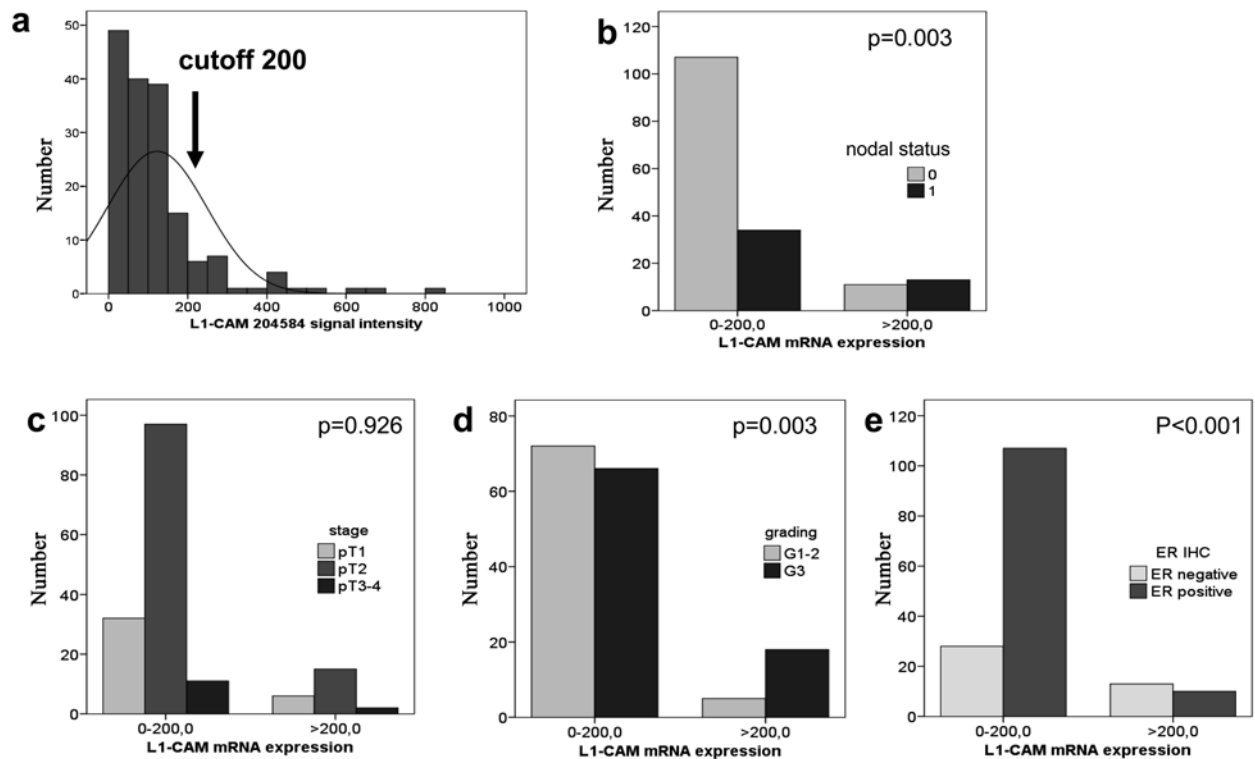 a
cutoff 200
50
40
30
20
10
0
Number
0 200 400 600 800 1000
L1-CAM 204584 signal intensity
b
p=0.003
120
100
80
60
40
20
0
Number
nodal status
0
1
0-200,0 >200,0
L1-CAM mRNA expression
c
p=0.926
100
80
60
40
20
0
Number
stage
pT1
pT2
pT3-4
0-200,0 >200,0
L1-CAM mRNA expression
d
p=0.003
80
60
40
20
0
Number
grading
G1-2
G3
0-200,0 >200,0
L1-CAM mRNA expression
e
P<0.001
120
100
80
60
40
20
0
Number
ER IHC
ER negative
ER positive
0-200,0 >200,0
L1-CAM mRNA expression